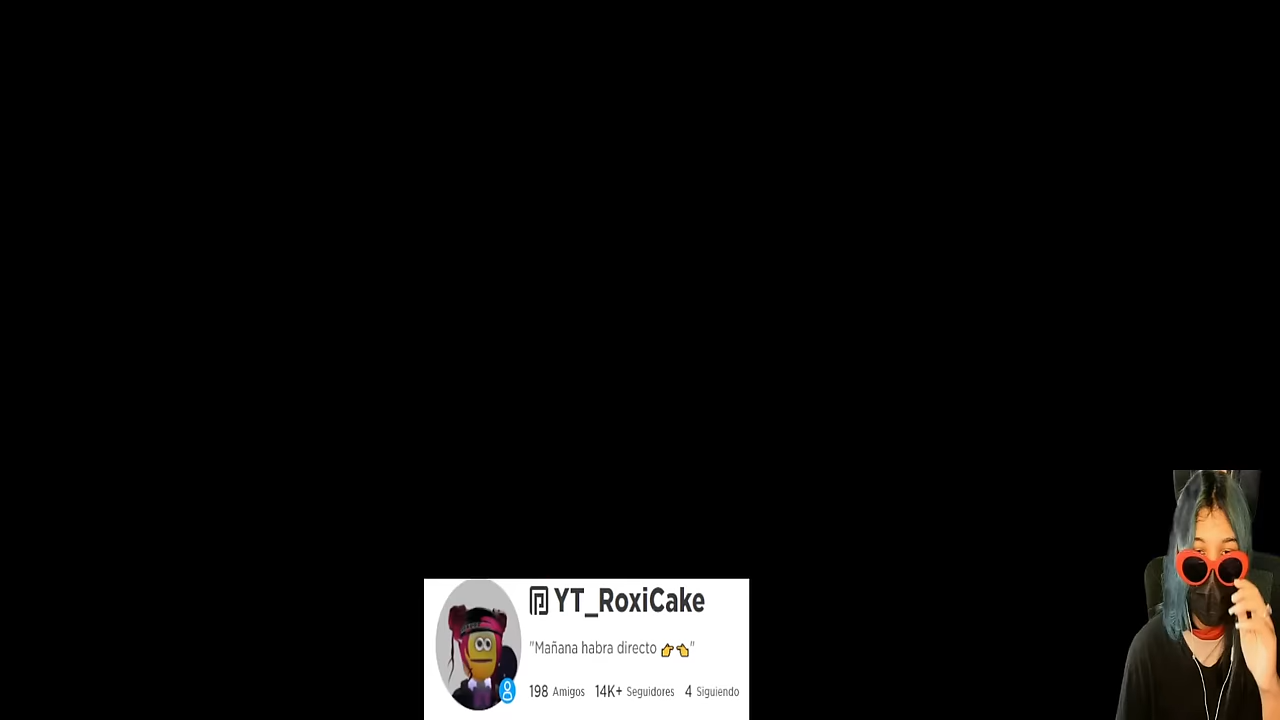 YT_RoxiCake
"Mañana habra directo 👉👈"
198 Amigos 14K+ Seguidores 4 Siguiendo